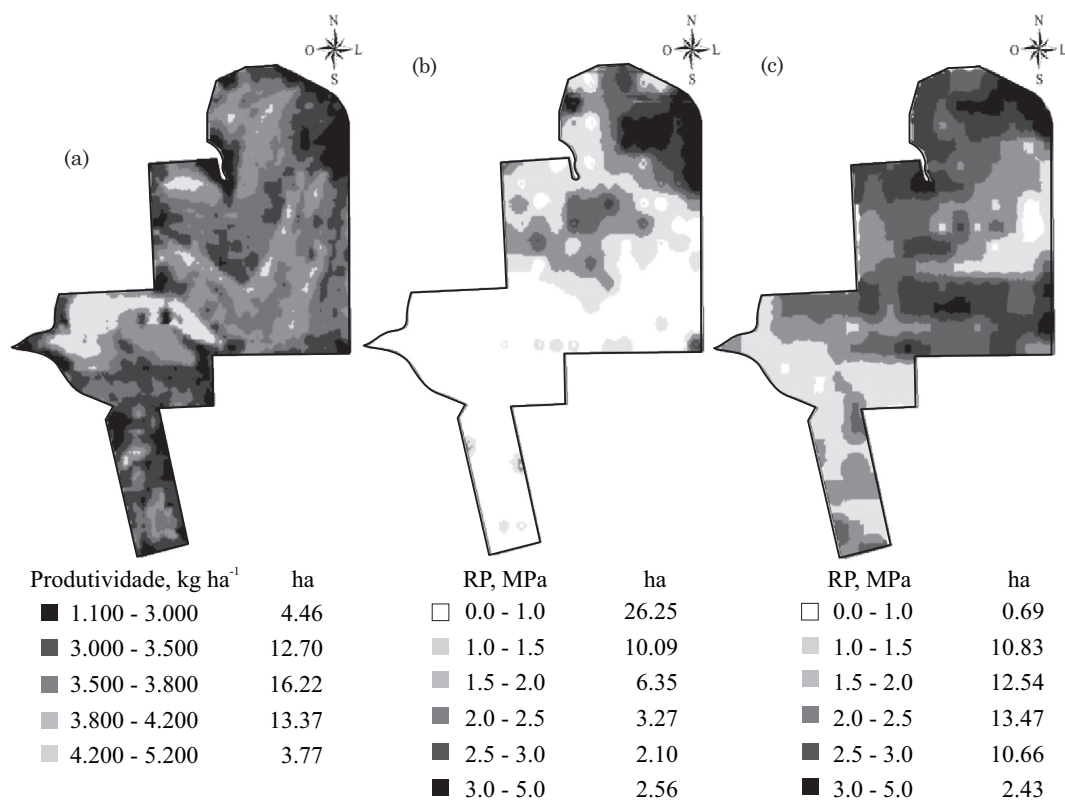 N
O L
S
N
O L
S
N
O L
S
(a)
(b)
(c)
Produtividade, kg ha-1 ha
1.100 - 3.000 4.46
3.000 - 3.500 12.70
3.500 - 3.800 16.22
3.800 - 4.200 13.37
4.200 - 5.200 3.77
RP, MPa ha
0.0 - 1.0 26.25
1.0 - 1.5 10.09
1.5 - 2.0 6.35
2.0 - 2.5 3.27
2.5 - 3.0 2.10
3.0 - 5.0 2.56
RP, MPa ha
0.0 - 1.0 0.69
1.0 - 1.5 10.83
1.5 - 2.0 12.54
2.0 - 2.5 13.47
2.5 - 3.0 10.66
3.0 - 5.0 2.43